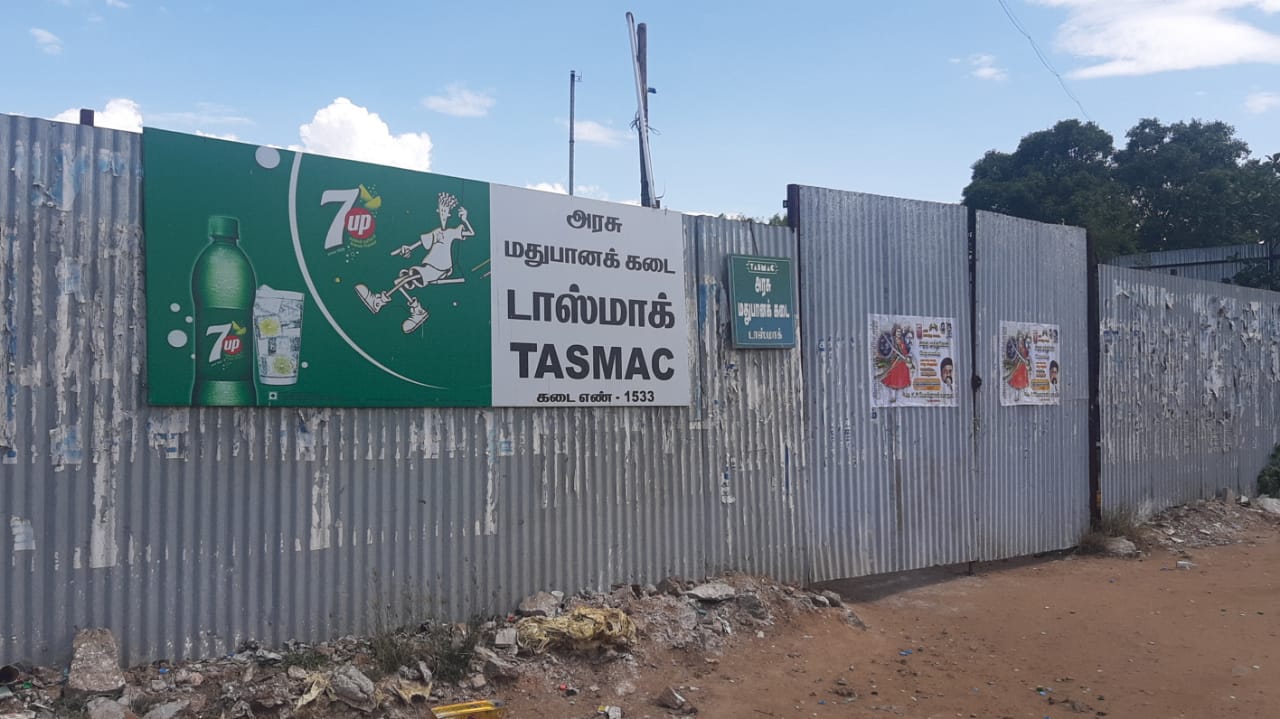 7up
7up
அரசு
மதுபானக் கடை
டாஸ்மாக்
TASMAC
கடை எண் - 1533
TASMAC
அரசு
மதுபானக் கடை
டாஸ்மாக்